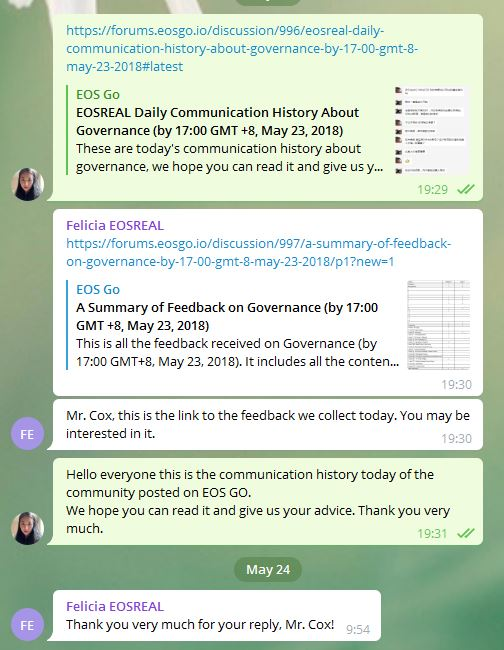 https://forums.eosgo.io/discussion/996/eosreal-daily-
communication-history-about-governance-by-17-00-gmt-8-
may-23-2018#latest
EOS Go
EOSREAL Daily Communication History About
Governance (by 17:00 GMT +8, May 23, 2018)
These are today's communication history about
governance, we hope you can read it and give us y...
19:29
Felicia EOSREAL
https://forums.eosgo.io/discussion/997/a-summary-of-feedback-
on-governance-by-17-00-gmt-8-may-23-2018/p1?new=1
EOS Go
A Summary of Feedback on Governance (by 17:00
GMT +8, May 23, 2018)
This is all the feedback received on Governance (by
17:00 GMT+8, May 23, 2018). It includes all the conten...
19:30
Mr. Cox, this is the link to the feedback we collect today. You may be
interested in it.
FE
19:30
Hello everyone this is the communication history today of the
community posted on EOS GO.
We hope you can read it and give us your advice. Thank you very
much.
19:31
May 24
Felicia EOSREAL
FE
Thank you very much for your reply, Mr. Cox!
9:54